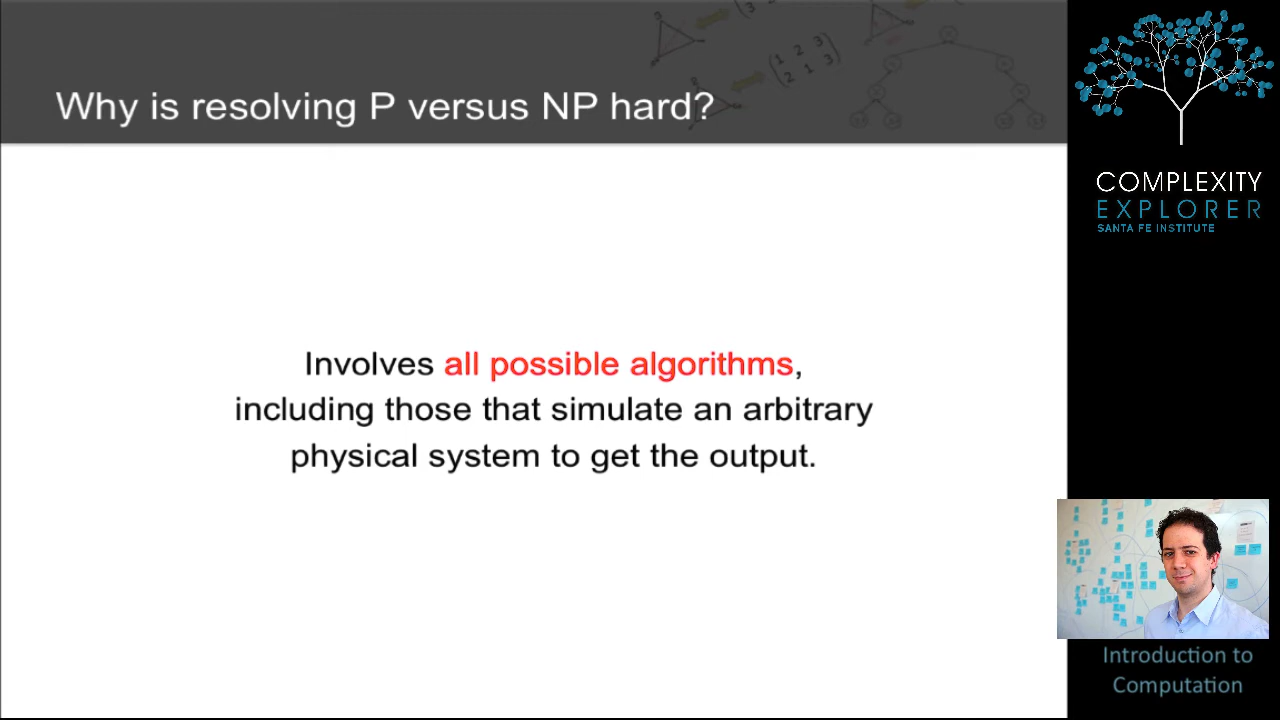 Why is resolving P versus NP hard?
Involves all possible algorithms,
including those that simulate an arbitrary
physical system to get the output.
COMPLEXITY
EXPLORER
SANTA FE INSTITUTE
Introduction to
Computation